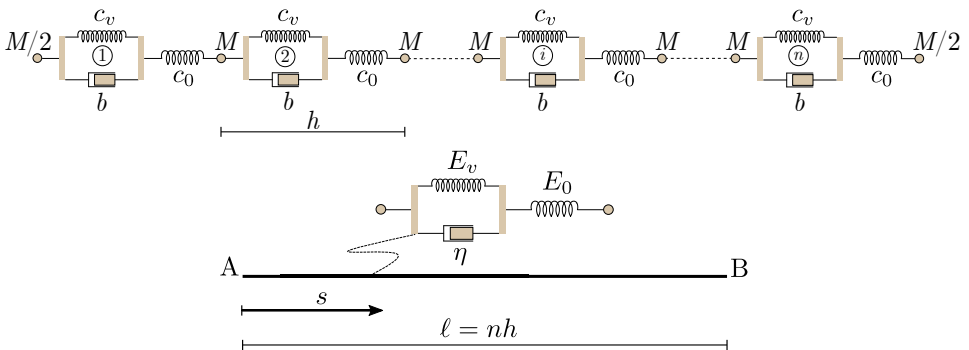 c_v c_v c_v c_v
M/2 ① M ② M M ⓘ M M ⓝ M/2
c_0 c_0 c_0 c_0
b b b b
h
E_v E_0
η
A B
s
ℓ = nh